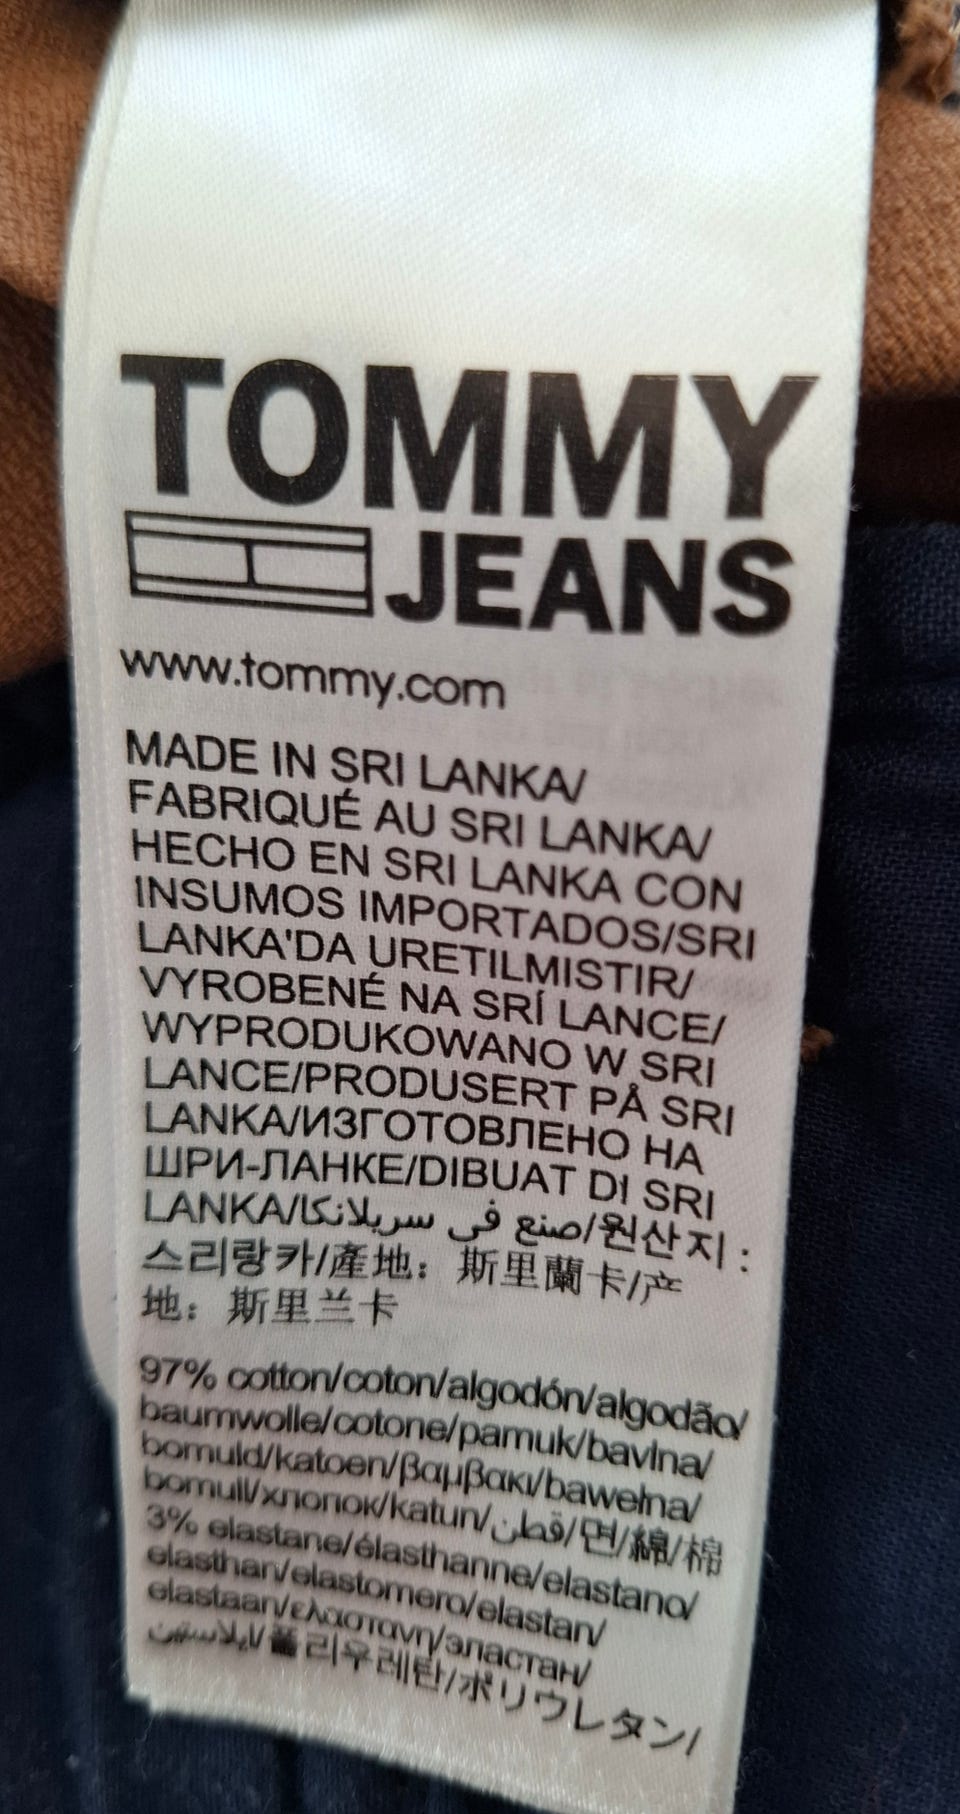 TOMMY
JEANS
www.tommy.com
MADE IN SRI LANKA/
FABRIQUÉ AU SRI LANKA/
HECHO EN SRI LANKA CON
INSUMOS IMPORTADOS/SRI
LANKA'DA URETILMISTIR/
VYROBENÉ NA SRÍ LANCE/
WYPRODUKOWANO W SRI
LANCE/PRODUSERT PÅ SRI
LANKA/ИЗГОТОВЛЕНО НА
ШРИ-ЛАНКЕ/DIBUAT DI SRI
LANKA/صنع في سريلانكا/원산지 :
스리랑카/產地：斯里蘭卡/产
地：斯里兰卡
97% cotton/coton/algodón/algodão/
baumwolle/cotone/pamuk/bavlna/
bomuld/katoen/βαμβακι/bawełna/
bomull/хлопок/katun/قطن/면/綿/棉
3% elastane/élasthanne/elastano/
elasthan/elastomero/elastan/
elastaan/ελαστανη/эластан/
ايلاستين/폴리우레탄/ポリウレタン/